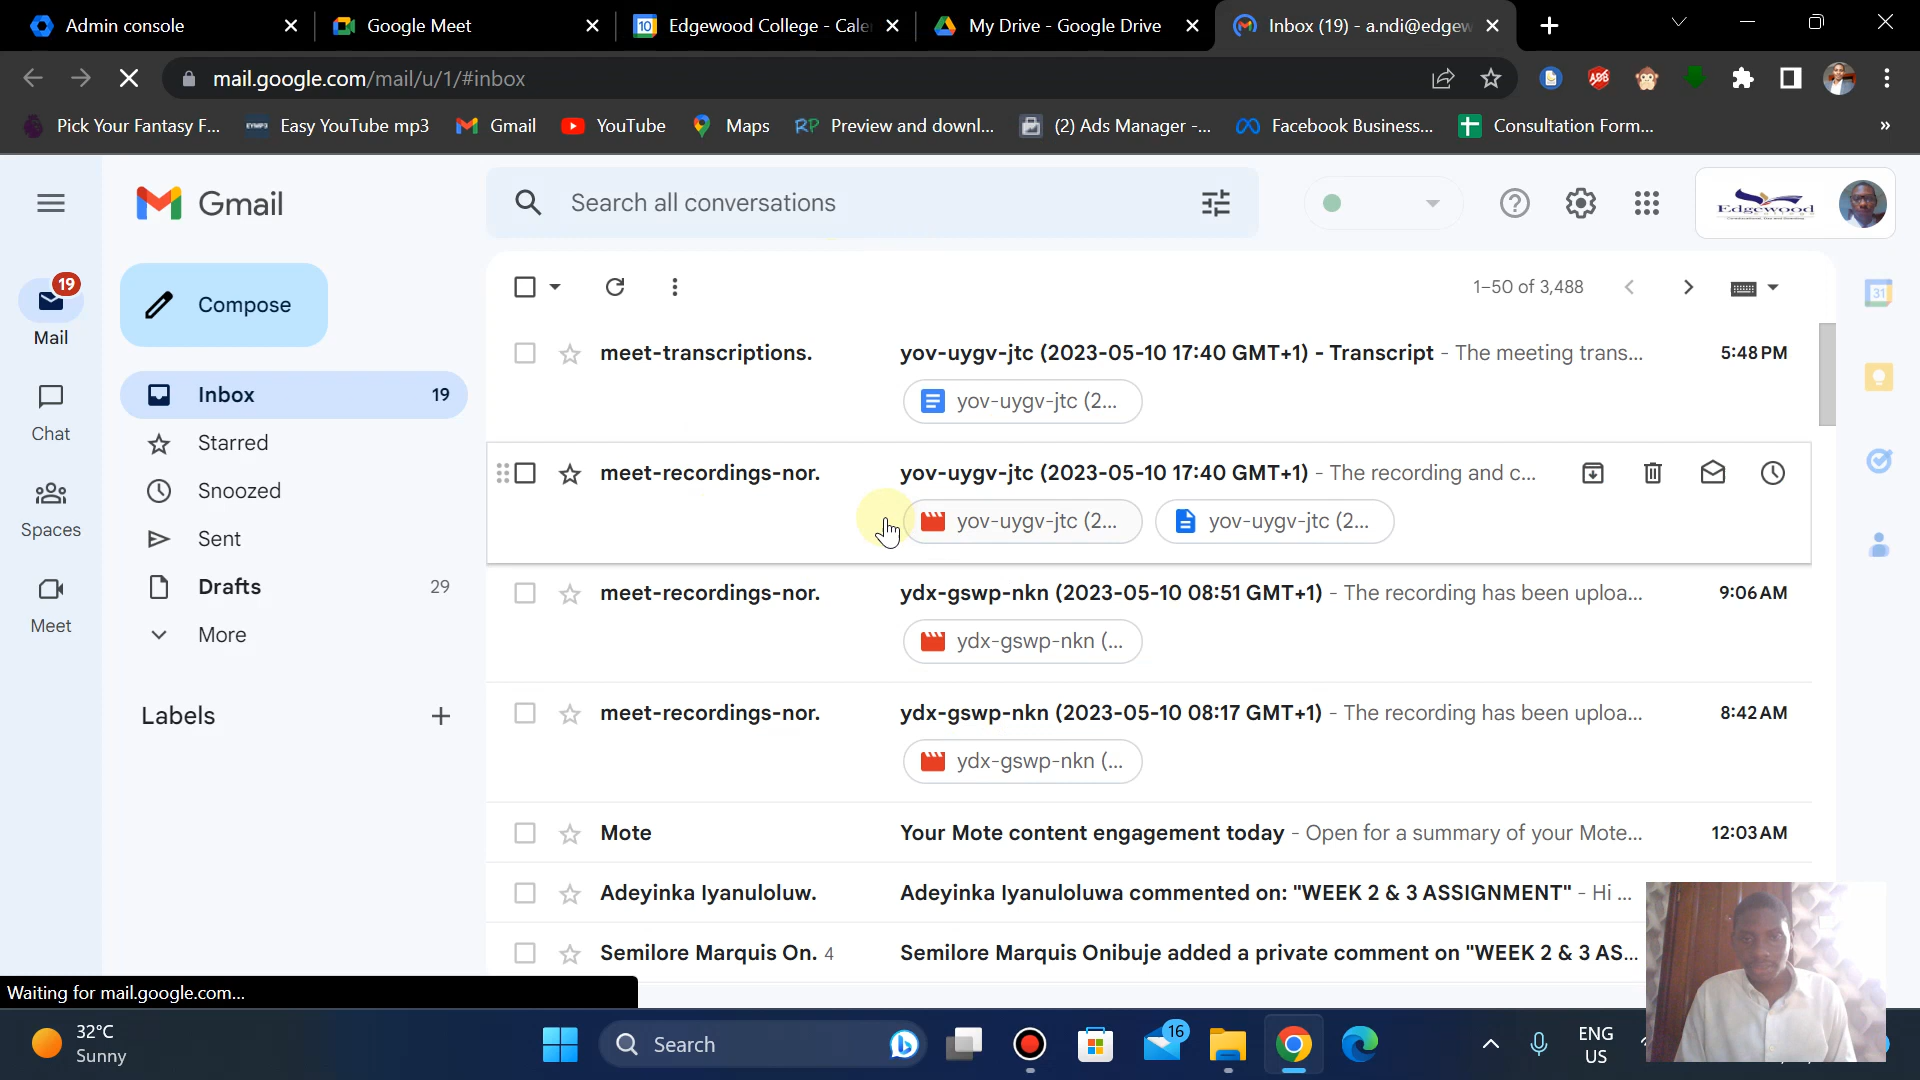 Admin console
Google Meet
Edgewood College - Cale
My Drive - Google Drive
Inbox (19) - a.ndi@edgew
mail.google.com/mail/u/1/#inbox
Pick Your Fantasy F...
Easy YouTube mp3
Gmail
YouTube
Maps
RP Preview and downl...
(2) Ads Manager -...
Facebook Business...
Consultation Form...
»
Gmail
Search all conversations
Edgewood
19
Mail
Chat
Spaces
Meet
Compose
Inbox 19
Starred
Snoozed
Sent
Drafts 29
More
Labels
1–50 of 3,488
meet-transcriptions. yov-uygv-jtc (2023-05-10 17:40 GMT+1) - Transcript - The meeting trans... 5:48 PM
yov-uygv-jtc (2...
meet-recordings-nor. yov-uygv-jtc (2023-05-10 17:40 GMT+1) - The recording and c...
yov-uygv-jtc (2... yov-uygv-jtc (2...
meet-recordings-nor. ydx-gswp-nkn (2023-05-10 08:51 GMT+1) - The recording has been uploa... 9:06 AM
ydx-gswp-nkn (...
meet-recordings-nor. ydx-gswp-nkn (2023-05-10 08:17 GMT+1) - The recording has been uploa... 8:42 AM
ydx-gswp-nkn (...
Mote Your Mote content engagement today - Open for a summary of your Mote... 12:03 AM
Adeyinka Iyanuloluw. Adeyinka Iyanuloluwa commented on: "WEEK 2 & 3 ASSIGNMENT" - Hi ...
Semilore Marquis On. 4 Semilore Marquis Onibuje added a private comment on "WEEK 2 & 3 AS...
Waiting for mail.google.com...
32°C
Sunny
Search
16
ENG
US